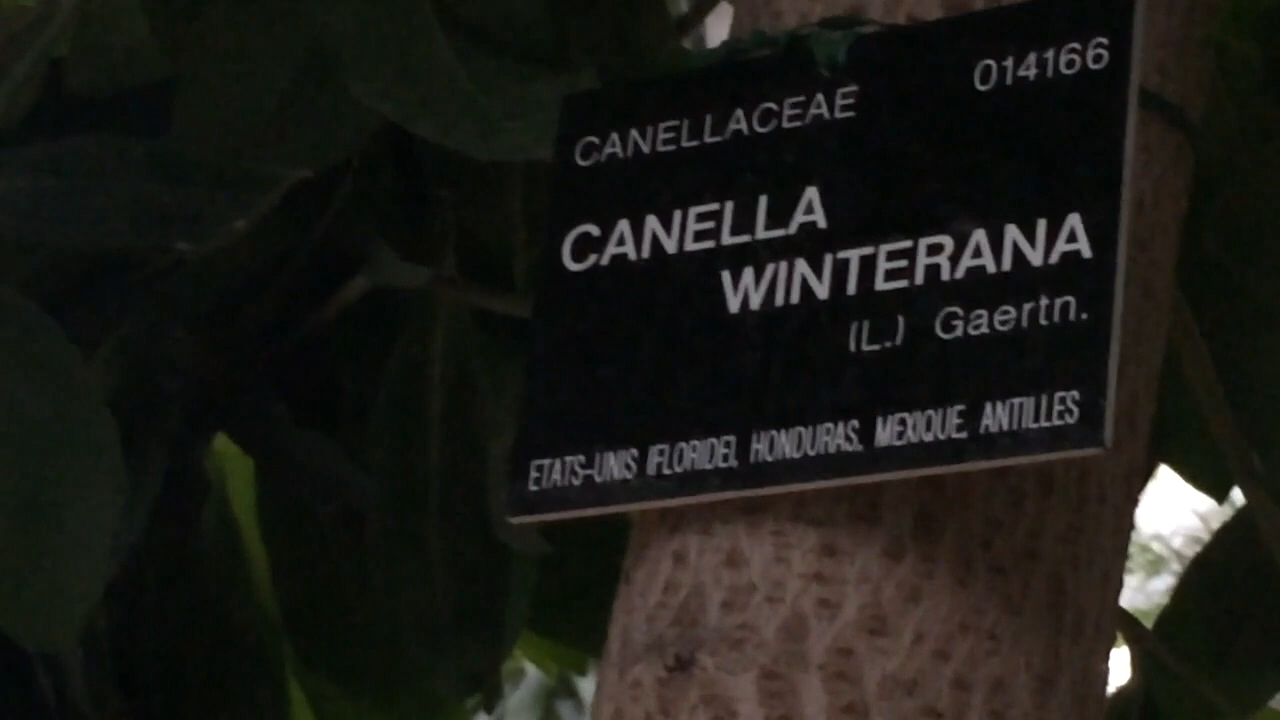 014166
CANELLACEAE
CANELLA
WINTERANA
(L.) Gaertn.
ETATS-UNIS (FLORIDE), HONDURAS, MEXIQUE, ANTILLES